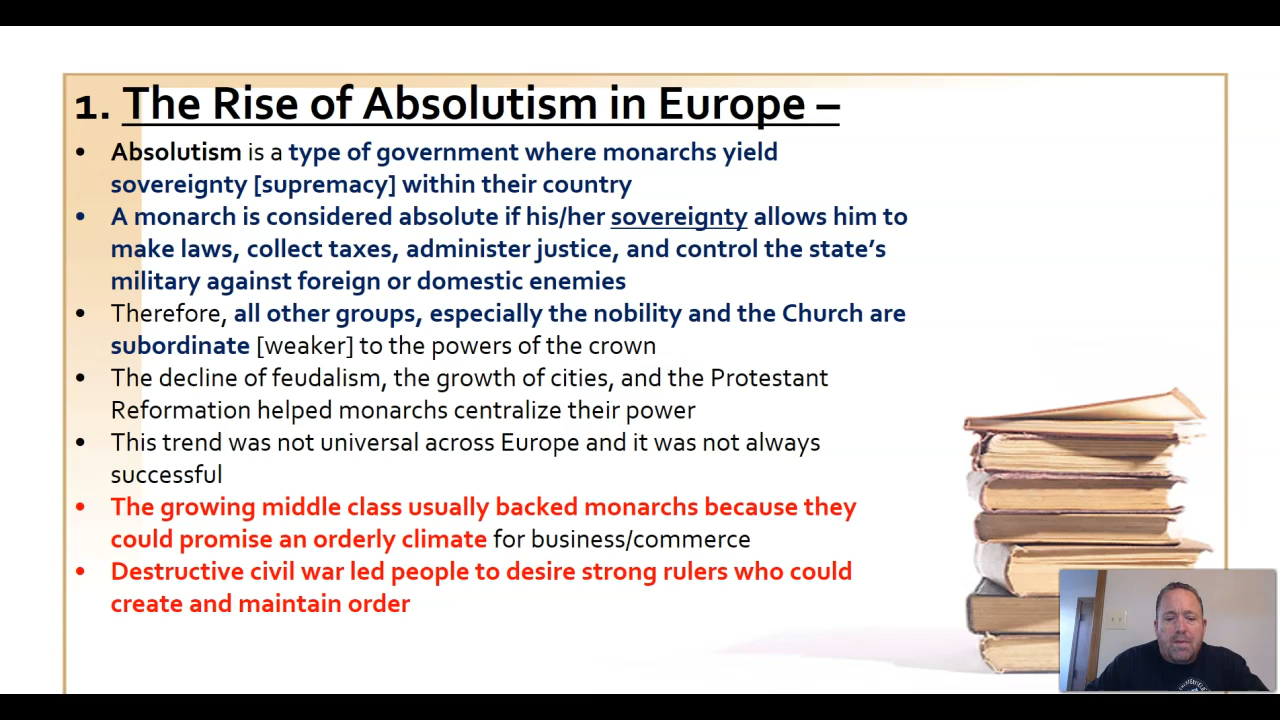 1. The Rise of Absolutism in Europe –
• Absolutism is a type of government where monarchs yield
sovereignty [supremacy] within their country
• A monarch is considered absolute if his/her sovereignty allows him to
make laws, collect taxes, administer justice, and control the state's
military against foreign or domestic enemies
• Therefore, all other groups, especially the nobility and the Church are
subordinate [weaker] to the powers of the crown
• The decline of feudalism, the growth of cities, and the Protestant
Reformation helped monarchs centralize their power
• This trend was not universal across Europe and it was not always
successful
• The growing middle class usually backed monarchs because they
could promise an orderly climate for business/commerce
• Destructive civil war led people to desire strong rulers who could
create and maintain order